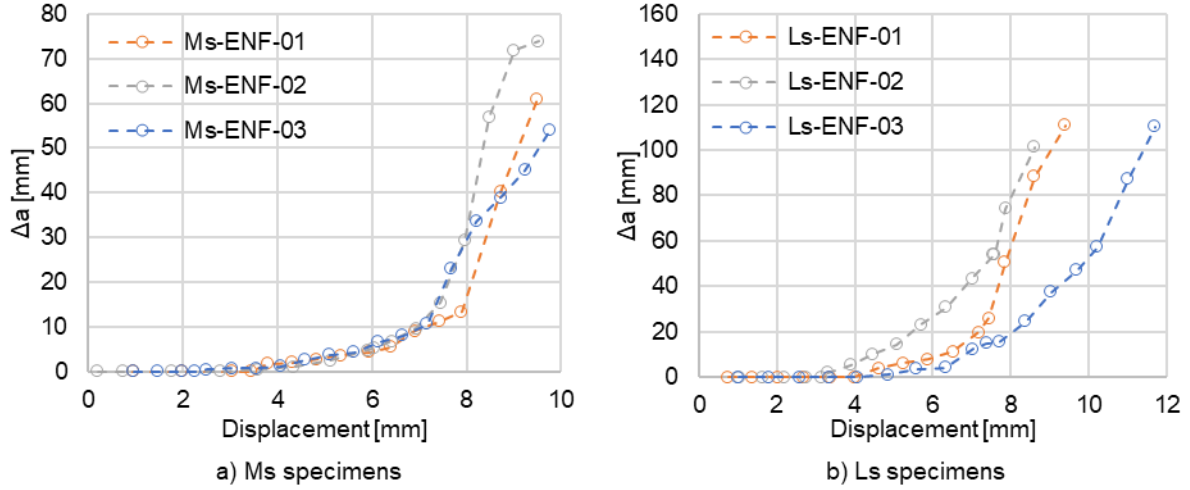 80
70
60
50
40
30
20
10
0
Δa [mm]
Ms-ENF-01
Ms-ENF-02
Ms-ENF-03
0 2 4 6 8 10
Displacement [mm]
a) Ms specimens
160
140
120
100
80
60
40
20
0
Δa [mm]
Ls-ENF-01
Ls-ENF-02
Ls-ENF-03
0 2 4 6 8 10 12
Displacement [mm]
b) Ls specimens